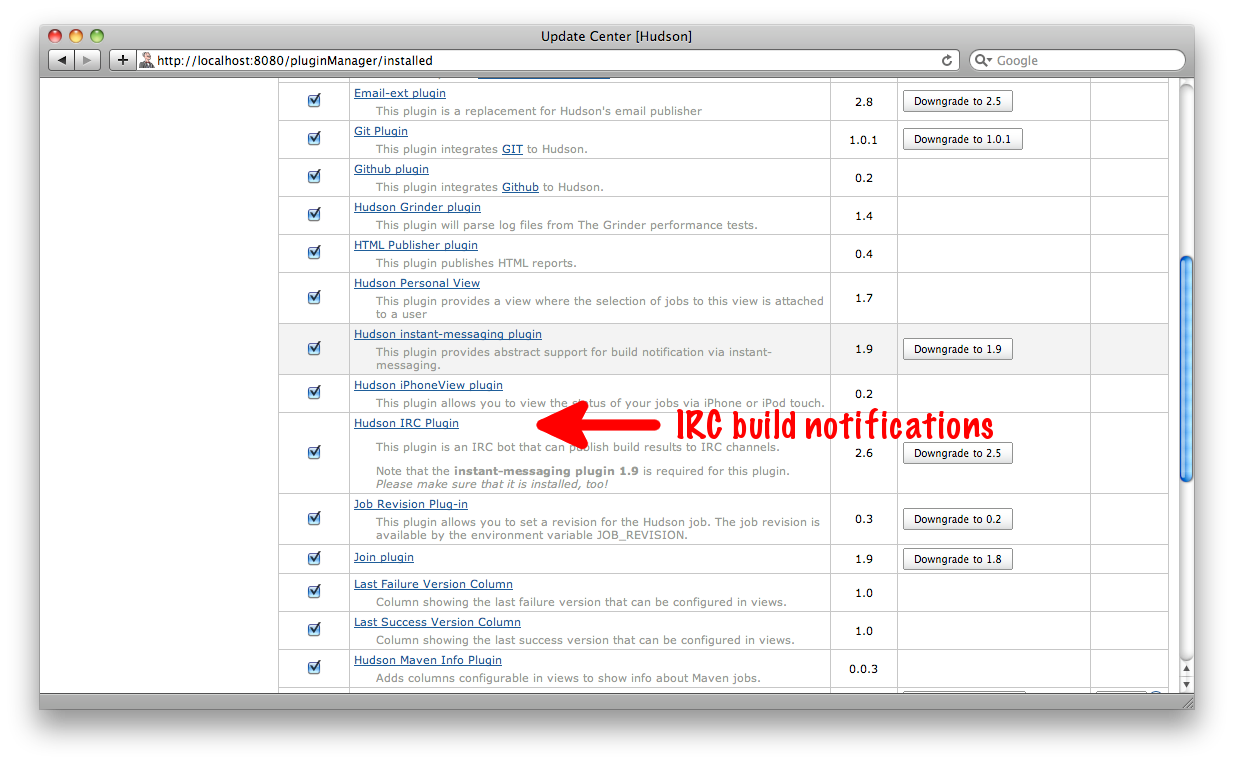 Update Center [Hudson]
http://localhost:8080/pluginManager/installed
Google
Email-ext plugin
This plugin is a replacement for Hudson's email publisher
2.8
Downgrade to 2.5
Git Plugin
This plugin integrates GIT to Hudson.
1.0.1
Downgrade to 1.0.1
Github plugin
This plugin integrates Github to Hudson.
0.2
Hudson Grinder plugin
This plugin will parse log files from The Grinder performance tests.
1.4
HTML Publisher plugin
This plugin publishes HTML reports.
0.4
Hudson Personal View
This plugin provides a view where the selection of jobs to this view is attached
to a user
1.7
Hudson instant-messaging plugin
This plugin provides abstract support for build notification via instant-
messaging.
1.9
Downgrade to 1.9
Hudson iPhoneView plugin
This plugin allows you to view the status of your jobs via iPhone or iPod touch.
0.2
Hudson IRC Plugin
IRC build notifications
This plugin is an IRC bot that can publish build results to IRC channels.
Note that the instant-messaging plugin 1.9 is required for this plugin.
Please make sure that it is installed, too!
2.6
Downgrade to 2.5
Job Revision Plug-in
This plugin allows you to set a revision for the Hudson job. The job revision is
available by the environment variable JOB_REVISION.
0.3
Downgrade to 0.2
Join plugin
1.9
Downgrade to 1.8
Last Failure Version Column
Column showing the last failure version that can be configured in views.
1.0
Last Success Version Column
Column showing the last success version that can be configured in views.
1.0
Hudson Maven Info Plugin
Adds columns configurable in views to show info about Maven jobs.
0.0.3